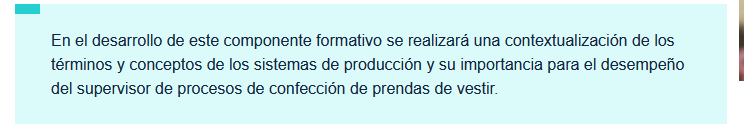 En el desarrollo de este componente formativo se realizará una contextualización de los
términos y conceptos de los sistemas de producción y su importancia para el desempeño
del supervisor de procesos de confección de prendas de vestir.